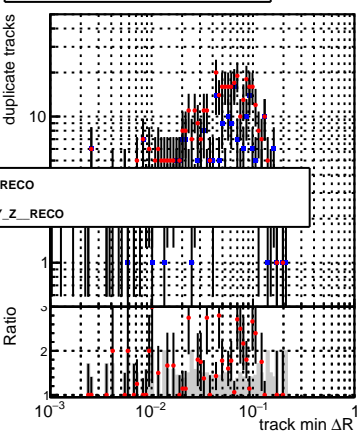 duplicate tracks
10
RECO
Y_Z__RECO
1
Ratio
3
2
1
10−3 10−2 10−1 1
track min ΔR